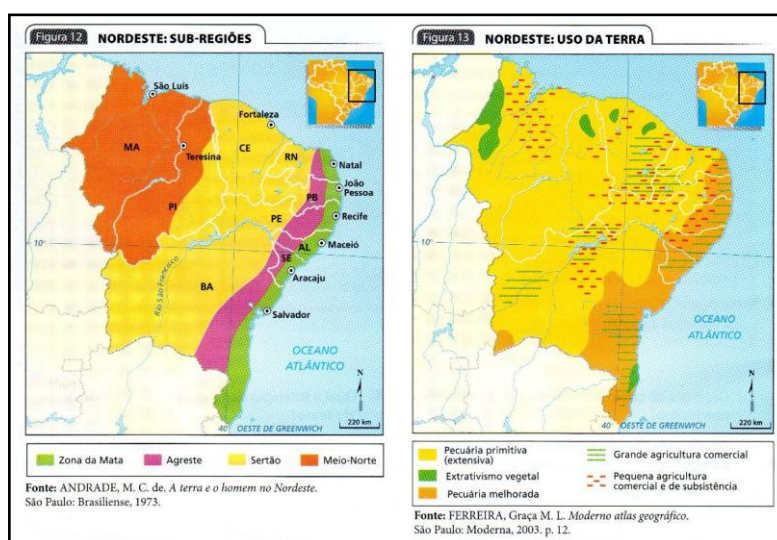 Figura 12 NORDESTE: SUB-REGIÕES
São Luís
Fortaleza
MA
Teresina
CE
RN
Natal
João
Pessoa
PB
PI
PE
Recife
10°
AL
Maceió
SE
Aracaju
Rio São Francisco
BA
Salvador
OCEANO
ATLÂNTICO
N
40°
OESTE DE GREENWICH
220 km
Zona da Mata
Agreste
Sertão
Meio-Norte
Fonte: ANDRADE, M. C. de. A terra e o homem no Nordeste.
São Paulo: Brasiliense, 1973.
Figura 13 NORDESTE: USO DA TERRA
10°
OCEANO
ATLÂNTICO
N
40°
OESTE DE GREENWICH
220 km
Pecuária primitiva
(extensiva)
Extrativismo vegetal
Pecuária melhorada
Grande agricultura comercial
Pequena agricultura
comercial e de subsistência
Fonte: FERREIRA, Graça M. L. Moderno atlas geográfico.
São Paulo: Moderna, 2003. p. 12.